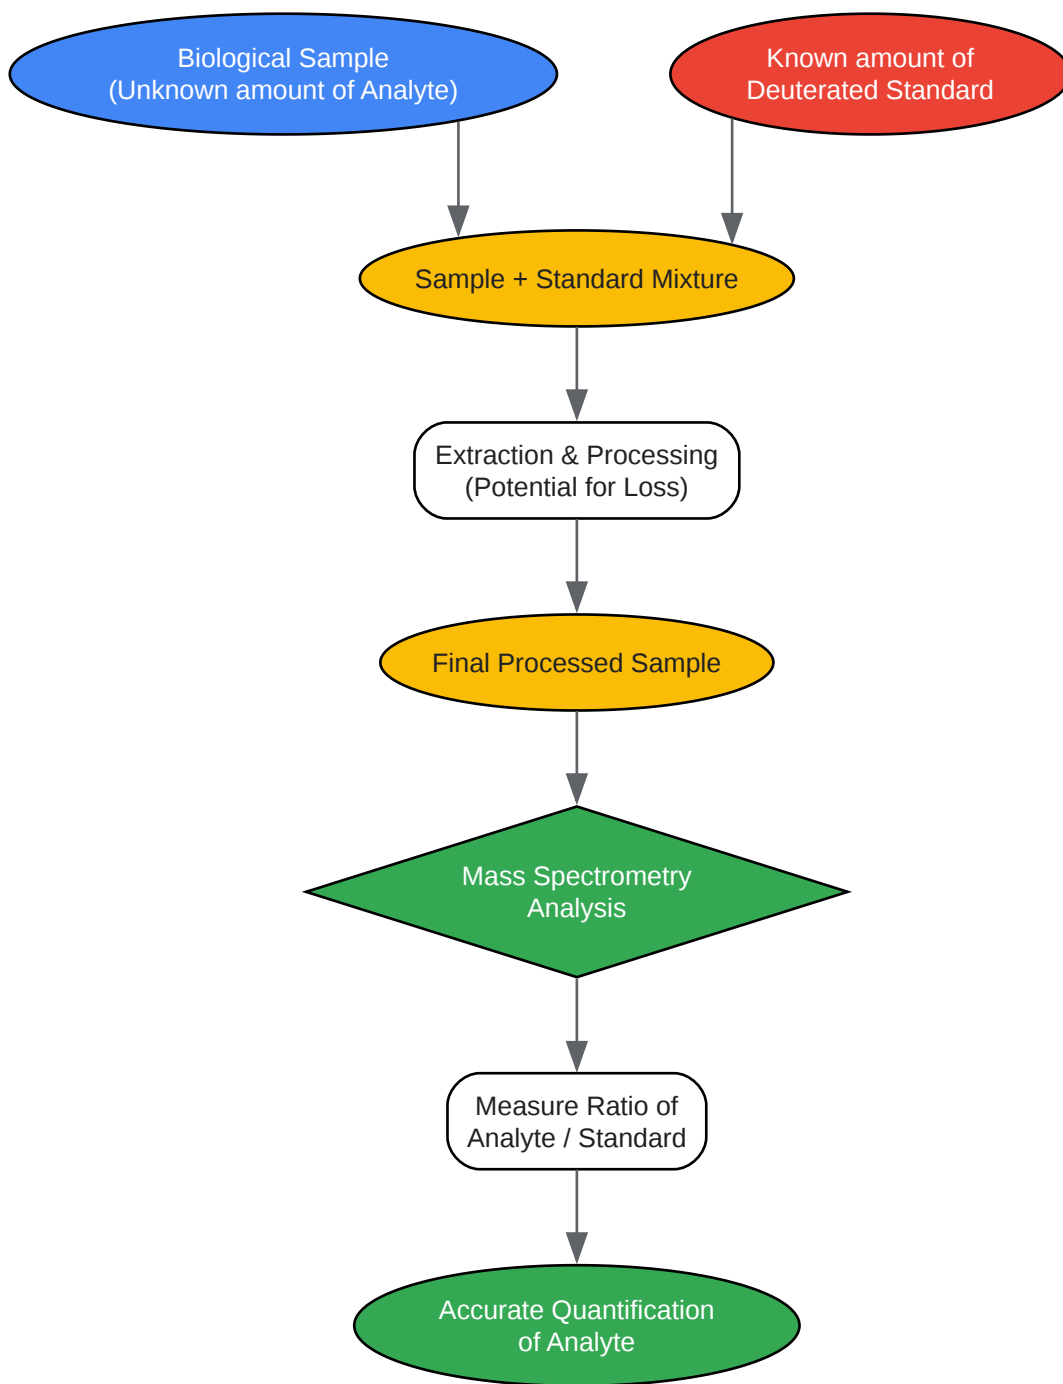 Biological Sample
(Unknown amount of Analyte)
Known amount of
Deuterated Standard
Sample + Standard Mixture
Extraction & Processing
(Potential for Loss)
Final Processed Sample
Mass Spectrometry
Analysis
Measure Ratio of
Analyte / Standard
Accurate Quantification
of Analyte